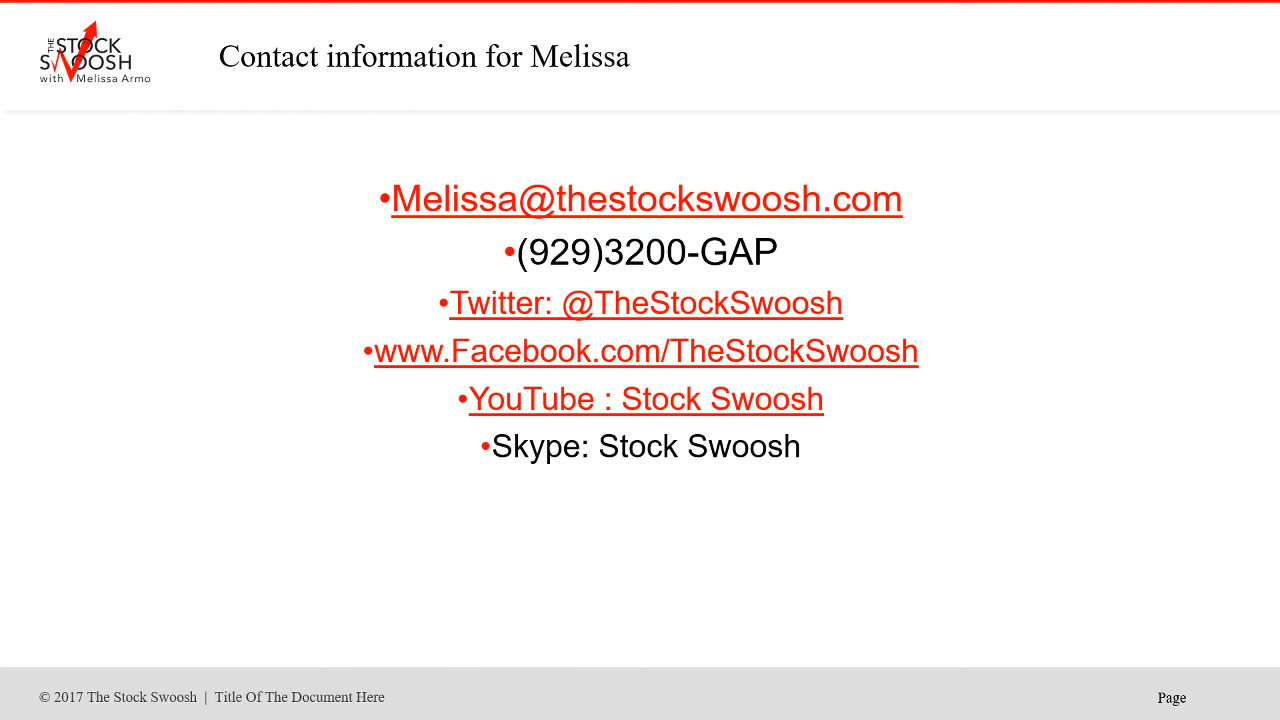 THE STOCK
SWOOSH
with Melissa Armo
Contact information for Melissa
•Melissa@thestockswoosh.com
•(929)3200-GAP
•Twitter: @TheStockSwoosh
•www.Facebook.com/TheStockSwoosh
•YouTube : Stock Swoosh
•Skype: Stock Swoosh
© 2017 The Stock Swoosh | Title Of The Document Here
Page